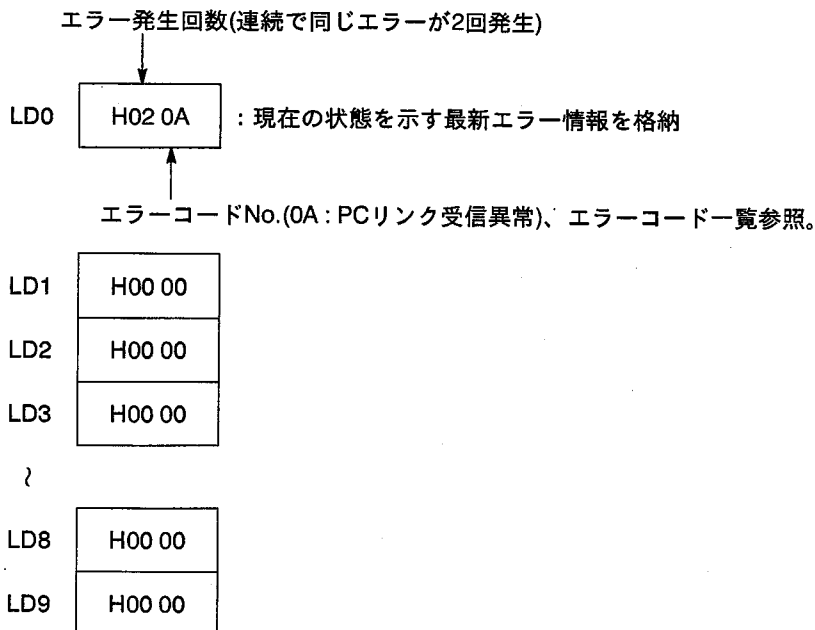 エラー発生回数(連続で同じエラーが2回発生)
LD0 H02 0A :現在の状態を示す最新エラー情報を格納
エラーコードNo.(0A : PCリンク受信異常)、エラーコード一覧参照。
LD1 H00 00
LD2 H00 00
LD3 H00 00
~
LD8 H00 00
LD9 H00 00